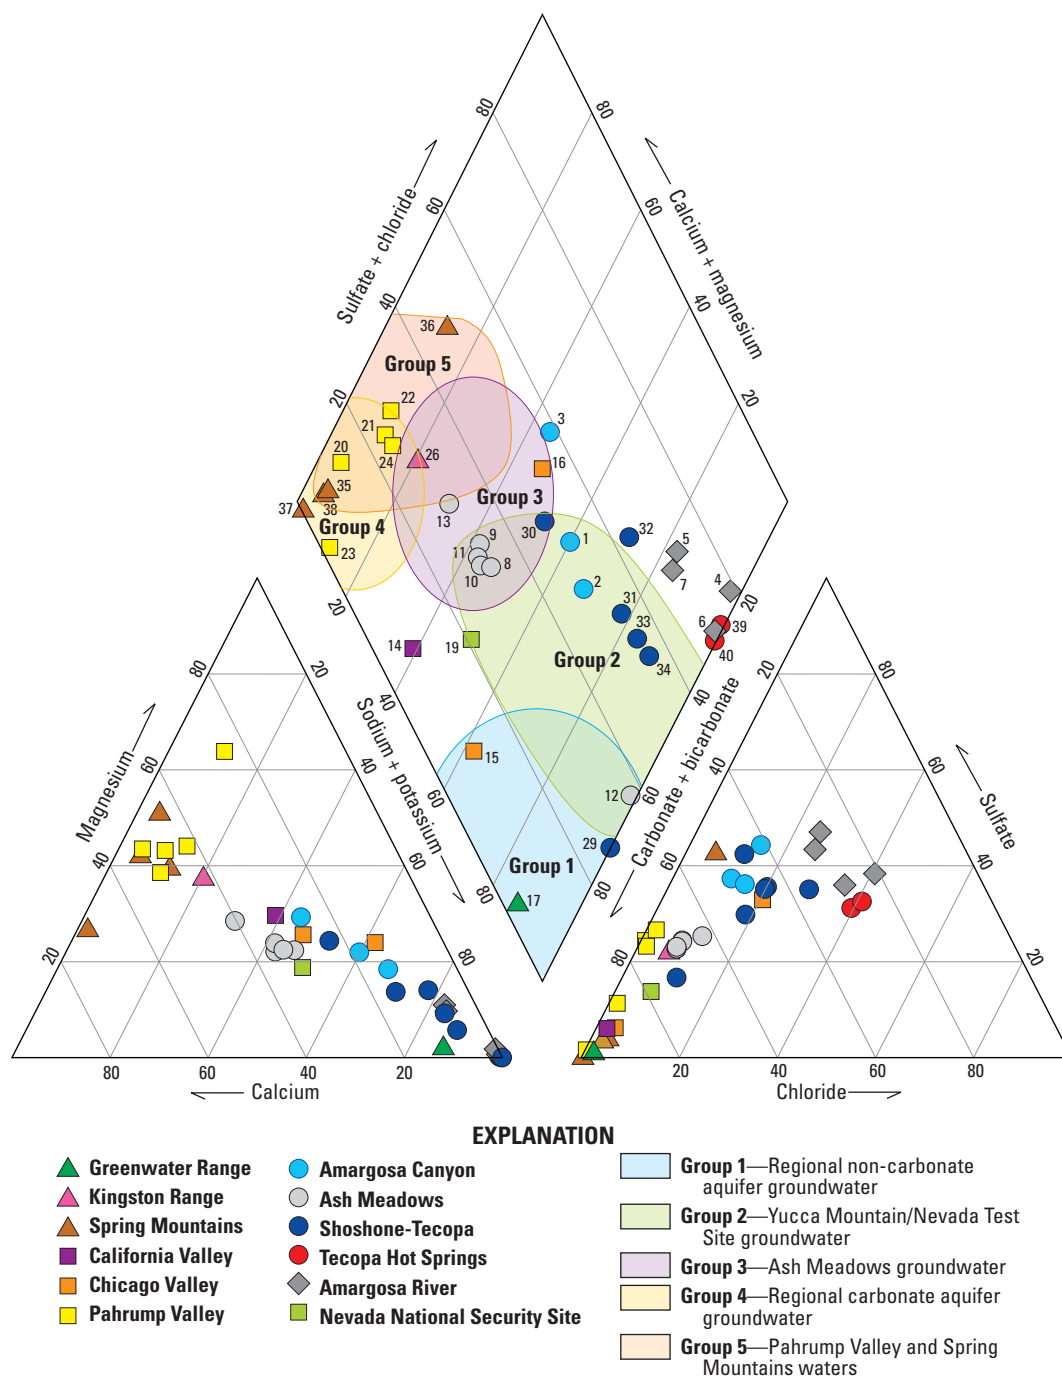 80
80
Sulfate + chloride
Calcium + magnesium
60
60
40
40
36
Group 5
20
20
22
21
20
24
26
3
16
35
37
38
Group 4
Group 3
13
30
32
23
9
11
10
8
1
5
7
2
4
20
20
31
6
39
14
19
33
40
34
Group 2
40
40
Sodium + potassium
Carbonate + bicarbonate
15
60
12
60
29
Group 1
80
80
17
80
20
Magnesium
60
40
40
60
20
80
80
60
40
20
Calcium
20
80
40
60
Sulfate
60
40
80
20
20
40
60
80
Chloride
EXPLANATION
Greenwater Range
Kingston Range
Spring Mountains
California Valley
Chicago Valley
Pahrump Valley
Amargosa Canyon
Ash Meadows
Shoshone-Tecopa
Tecopa Hot Springs
Amargosa River
Nevada National Security Site
Group 1—Regional non-carbonate
aquifer groundwater
Group 2—Yucca Mountain/Nevada Test
Site groundwater
Group 3—Ash Meadows groundwater
Group 4—Regional carbonate aquifer
groundwater
Group 5—Pahrump Valley and Spring
Mountains waters